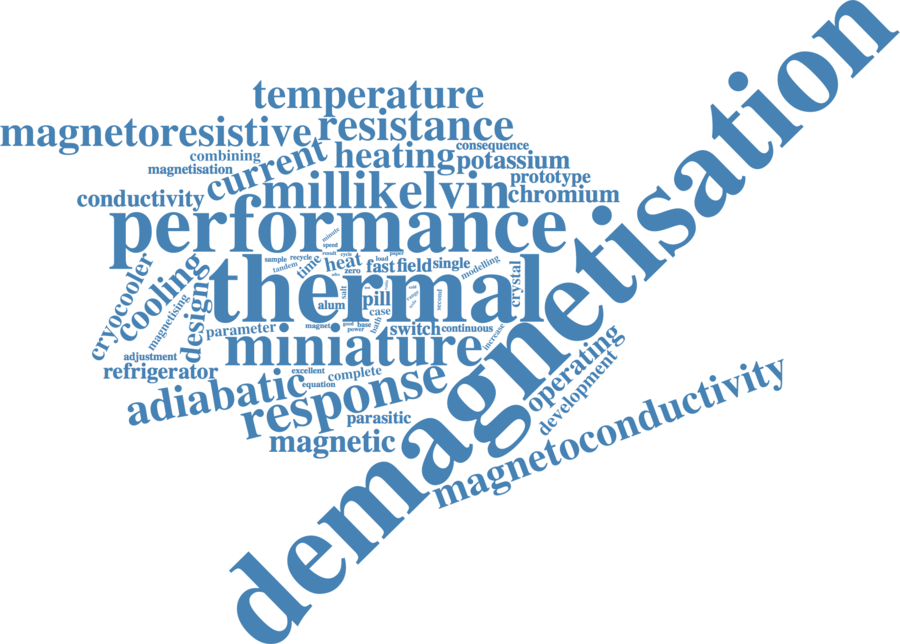 demagnetisation
temperature
magnetoresistive
resistance
consequence
combining
current
heating
potassium
magnetisation
prototype
conductivity
millikelvin
chromium
performance
minute
speed
result
cycle
paper
sample
recycle
load
tandem
time
heat
zero
fast
field
single
modelling
crystal
cryocooler
cooling
thermal
magnetising
designs
salt
alum
pill
case
second
bath
parameter
magnet
good
base
power
switch
continuous
increase
miniature
adjustment
refrigerator
excellent
equation
complete
adiabatic
response
parasitic
magnetic
operating
development
magnetoconductivity